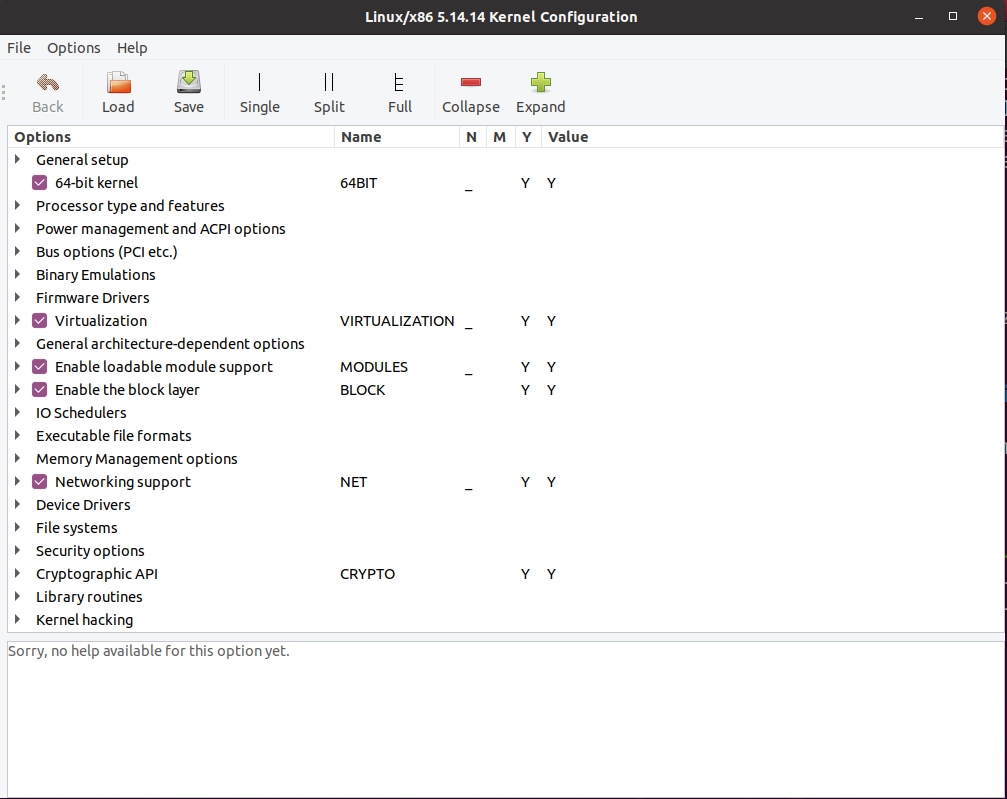 Linux/x86 5.14.14 Kernel Configuration
File Options Help
Back Load Save Single Split Full Collapse Expand
Options Name N M Y Value
General setup
64-bit kernel 64BIT _ Y Y
Processor type and features
Power management and ACPI options
Bus options (PCI etc.)
Binary Emulations
Firmware Drivers
Virtualization VIRTUALIZATION _ Y Y
General architecture-dependent options
Enable loadable module support MODULES _ Y Y
Enable the block layer BLOCK Y Y
IO Schedulers
Executable file formats
Memory Management options
Networking support NET _ Y Y
Device Drivers
File systems
Security options
Cryptographic API CRYPTO Y Y
Library routines
Kernel hacking
Sorry, no help available for this option yet.